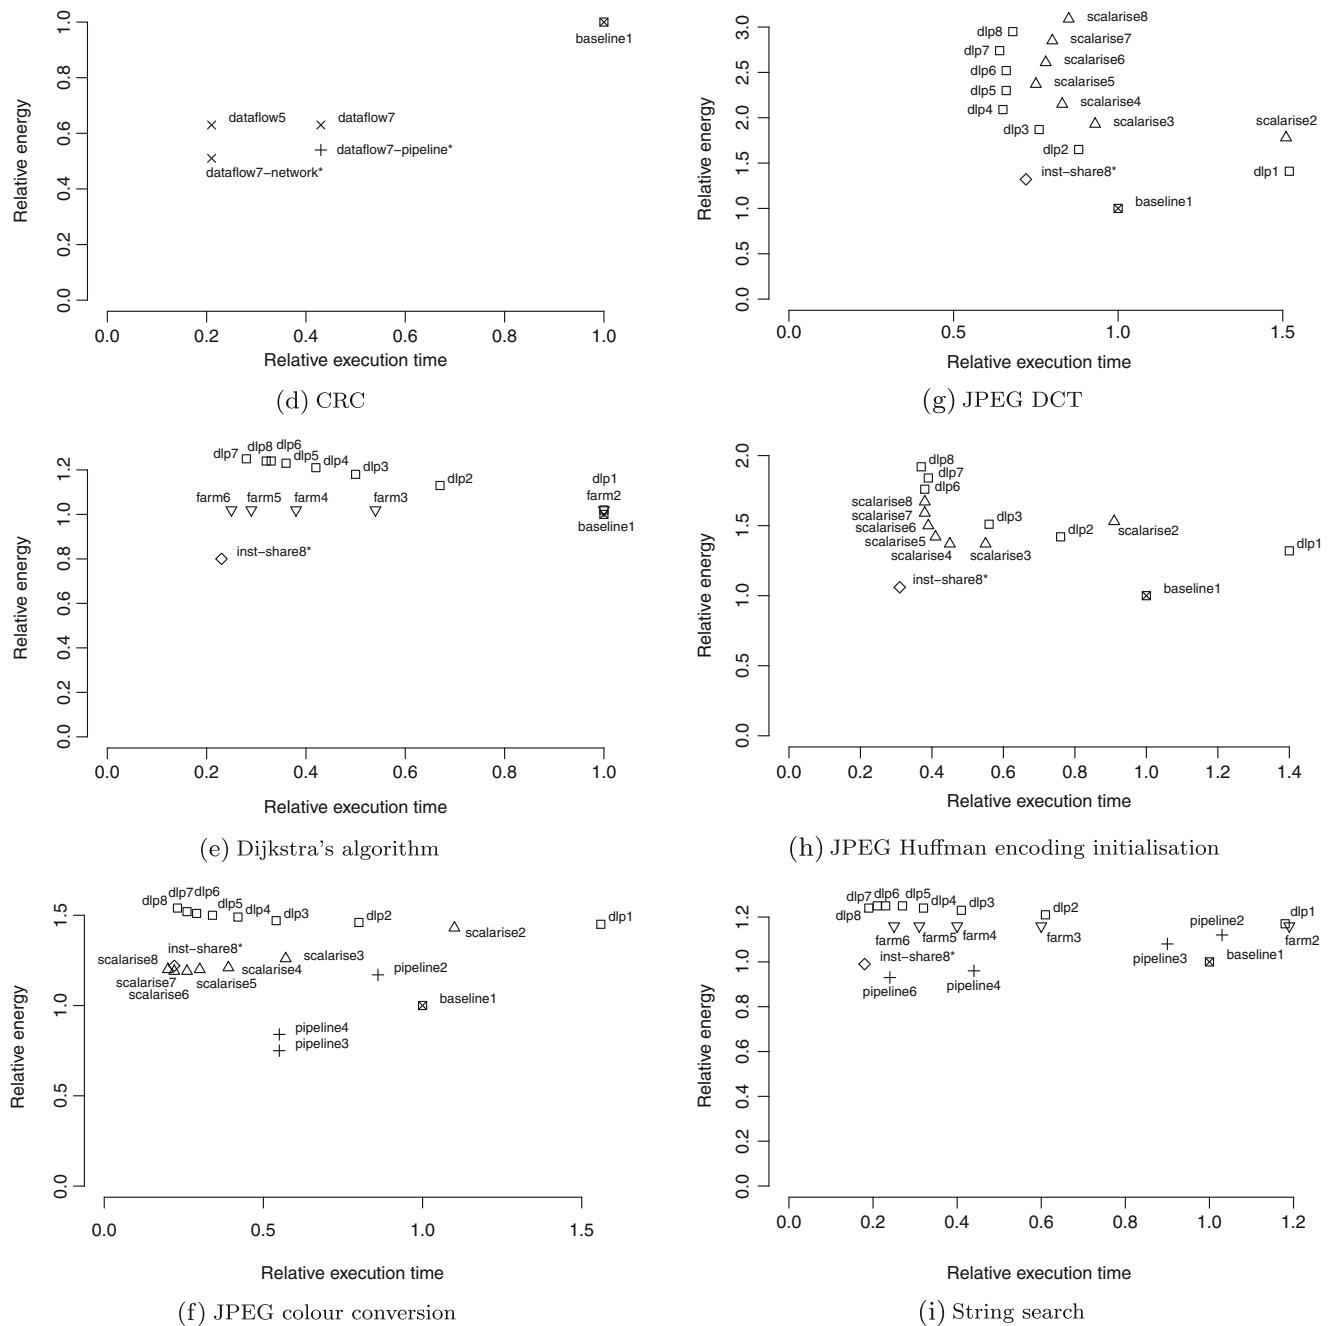 Relative energy
1.0
0.8
0.6
0.4
0.2
0.0
baseline1
dataflow5
dataflow7
dataflow7−pipeline*
dataflow7−network*
0.0 0.2 0.4 0.6 0.8 1.0
Relative execution time
(d) CRC
Relative energy
1.2
1.0
0.8
0.6
0.4
0.2
0.0
dlp7 dlp8 dlp6 dlp5 dlp4 dlp3 dlp2 dlp1
farm6 farm5 farm4 farm3 farm2
baseline1
inst−share8*
0.0 0.2 0.4 0.6 0.8 1.0
Relative execution time
(e) Dijkstra's algorithm
Relative energy
1.5
1.0
0.5
0.0
dlp8 dlp7 dlp6 dlp5 dlp4 dlp3 dlp2 dlp1
scalarise2
inst−share8*
scalarise8
scalarise3
scalarise4
pipeline2
scalarise7
scalarise5
scalarise6
baseline1
pipeline4
pipeline3
0.0 0.5 1.0 1.5
Relative execution time
(f) JPEG colour conversion
Relative energy
3.0
2.5
2.0
1.5
1.0
0.5
0.0
scalarise8
dlp8
scalarise7
dlp7
scalarise6
dlp6
scalarise5
dlp5
scalarise4
dlp4
scalarise3
scalarise2
dlp3
dlp2
inst−share8*
dlp1
baseline1
0.0 0.5 1.0 1.5
Relative execution time
(g) JPEG DCT
Relative energy
2.0
1.5
1.0
0.5
0.0
dlp8
dlp7
dlp6
scalarise8
scalarise7
dlp3
scalarise6
dlp2
scalarise2
scalarise5
dlp1
scalarise4
scalarise3
inst−share8*
baseline1
0.0 0.2 0.4 0.6 0.8 1.0 1.2 1.4
Relative execution time
(h) JPEG Huffman encoding initialisation
Relative energy
1.2
1.0
0.8
0.6
0.4
0.2
0.0
dlp7 dlp6 dlp5 dlp4 dlp3 dlp2 dlp1
dlp8
pipeline2
farm6 farm5 farm4 farm3 farm2
inst−share8*
pipeline3
baseline1
pipeline6
pipeline4
0.0 0.2 0.4 0.6 0.8 1.0 1.2
Relative execution time
(i) String search